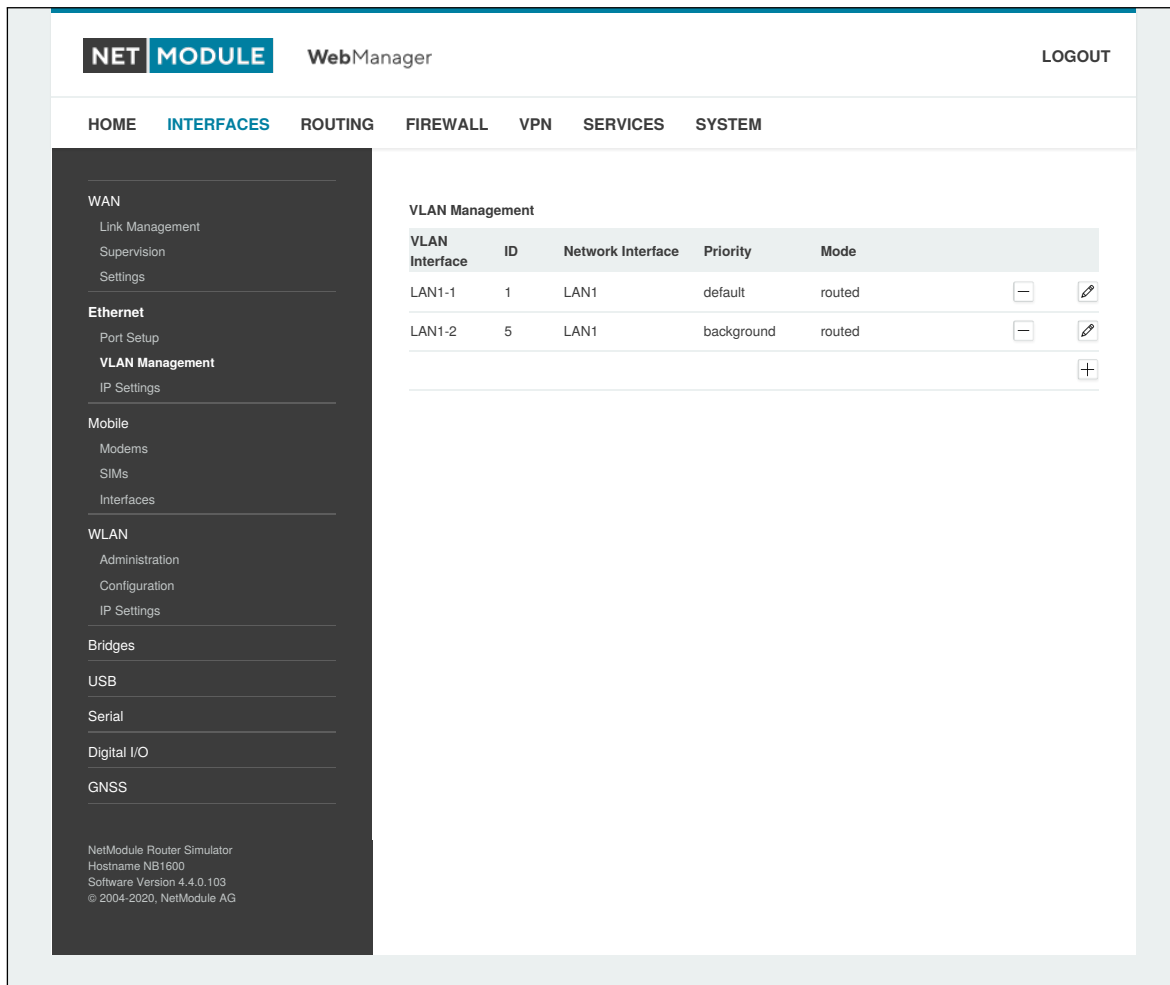 NET MODULE WebManager LOGOUT
HOME INTERFACES ROUTING FIREWALL VPN SERVICES SYSTEM
WAN
Link Management
Supervision
Settings
Ethernet
Port Setup
VLAN Management
IP Settings
Mobile
Modems
SIMs
Interfaces
WLAN
Administration
Configuration
IP Settings
Bridges
USB
Serial
Digital I/O
GNSS
NetModule Router Simulator
Hostname NB1600
Software Version 4.4.0.103
© 2004-2020, NetModule AG
VLAN Management
VLAN Interface ID Network Interface Priority Mode
LAN1-1 1 LAN1 default routed
LAN1-2 5 LAN1 background routed